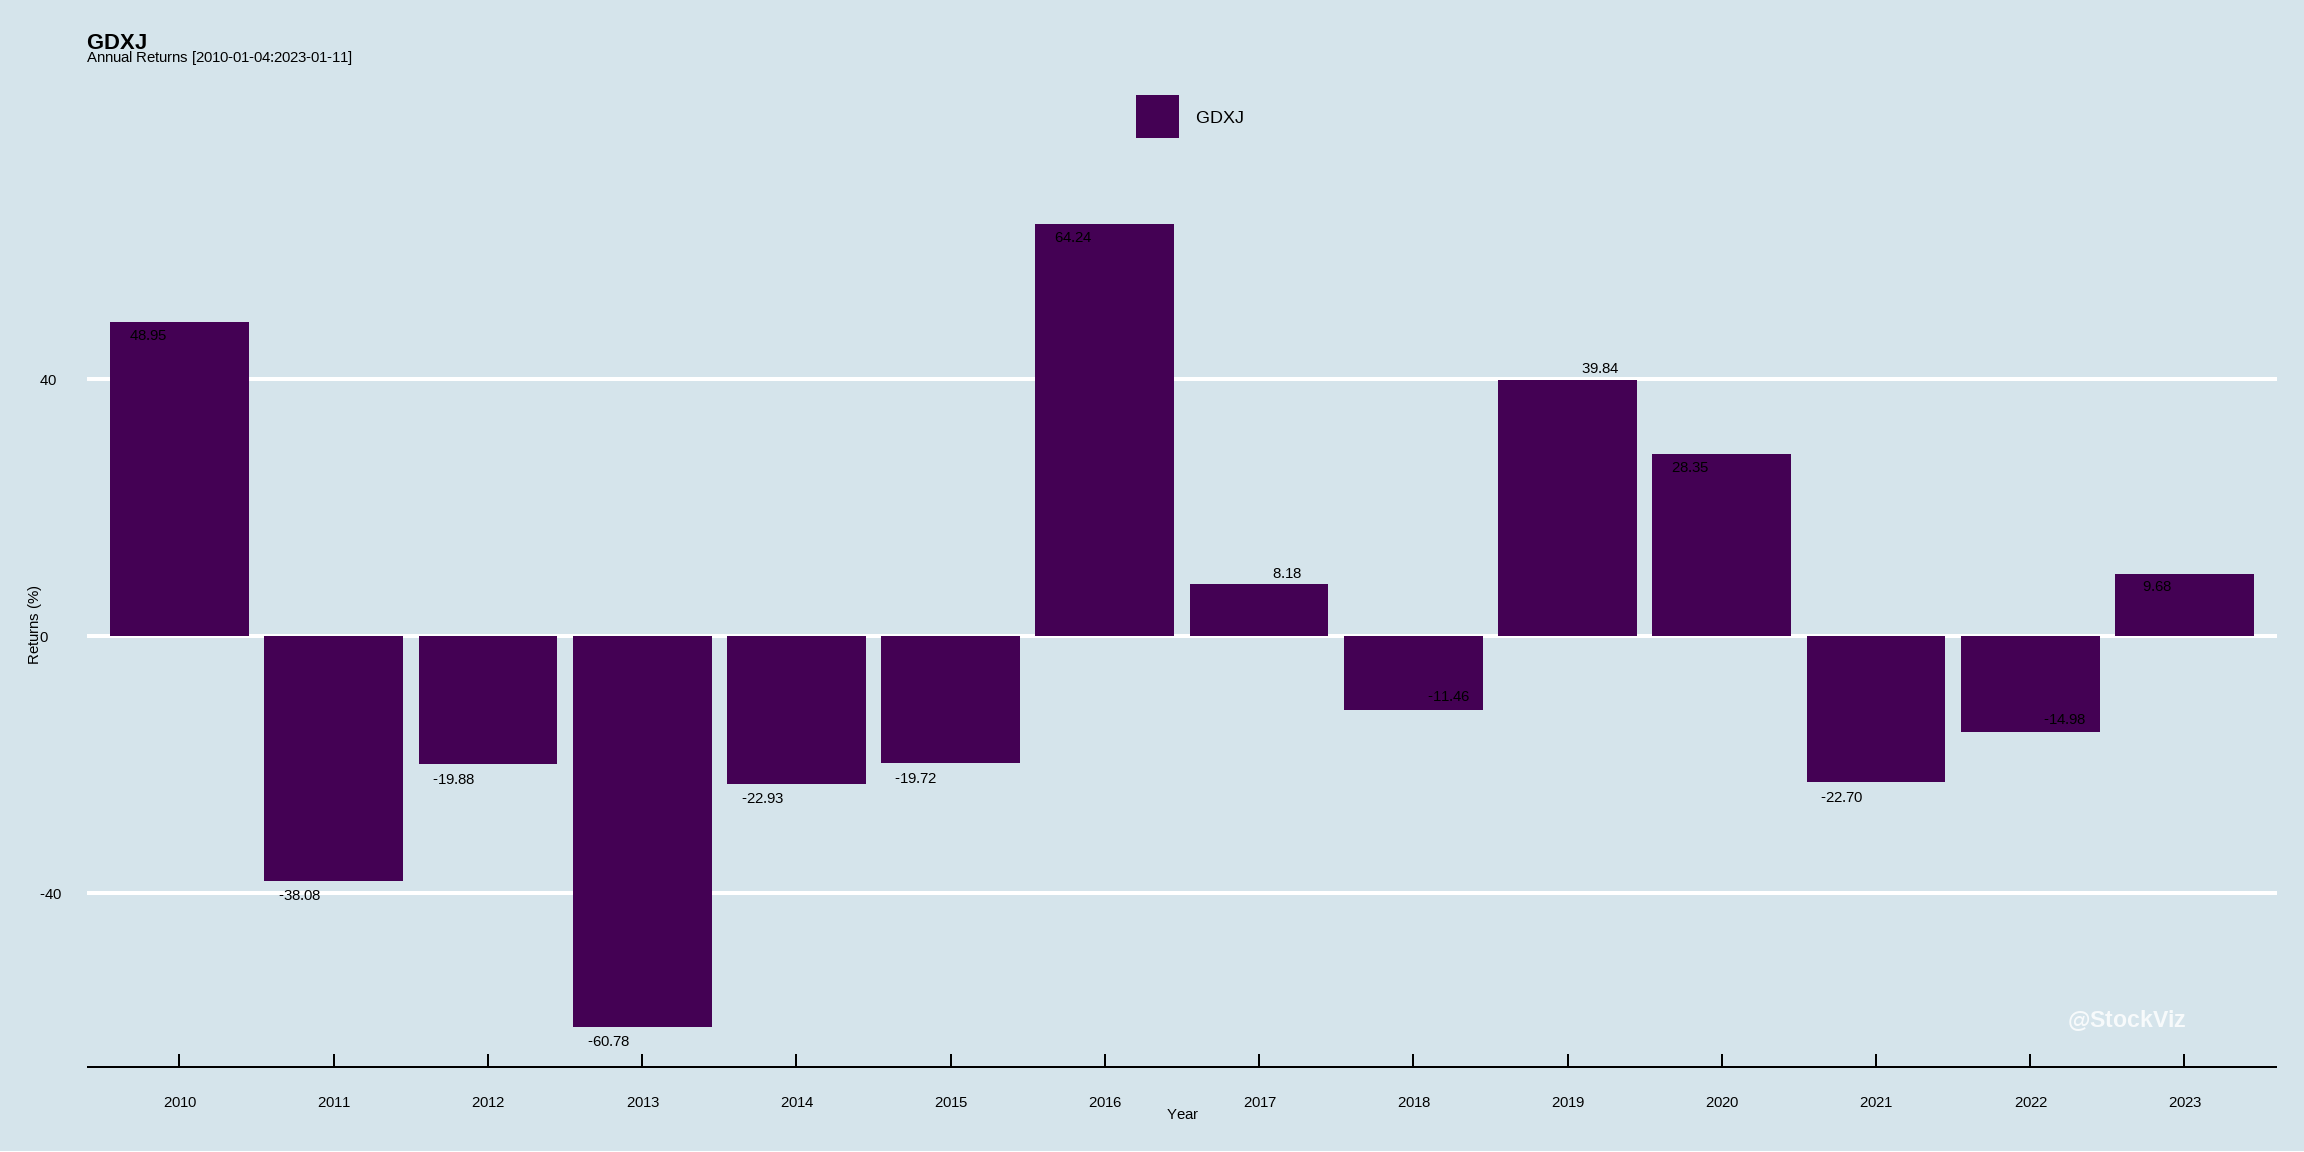 GDXJ
Annual Returns [2010-01-04:2023-01-11]
GDXJ
64.24
48.95
39.84
40
28.35
8.18
9.68
Returns (%)
0
-11.46
-14.98
-19.88
-19.72
-22.93
-22.70
-40
-38.08
@StockViz
-60.78
2010 2011 2012 2013 2014 2015 2016 2017 2018 2019 2020 2021 2022 2023
Year